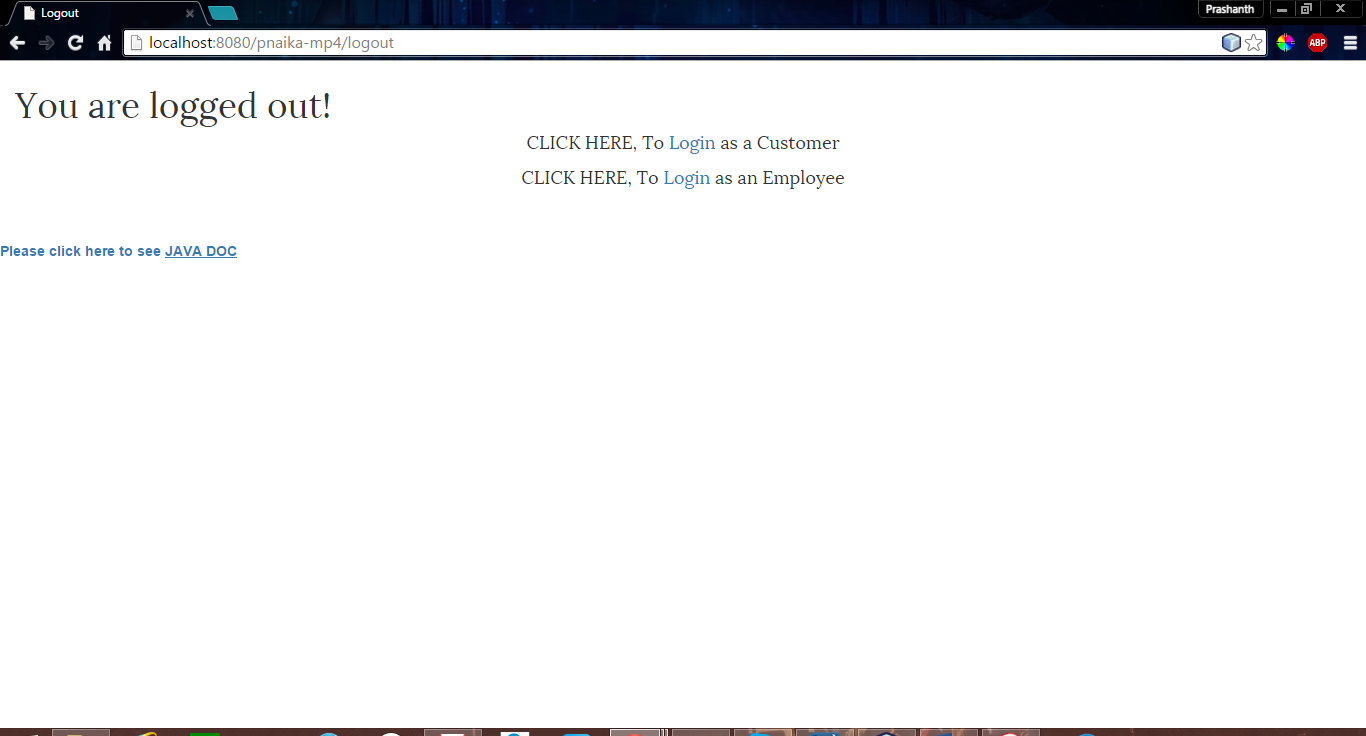 Logout
Prashanth
localhost:8080/pnaika-mp4/logout
ABP
You are logged out!
CLICK HERE, To Login as a Customer
CLICK HERE, To Login as an Employee
Please click here to see JAVA DOC